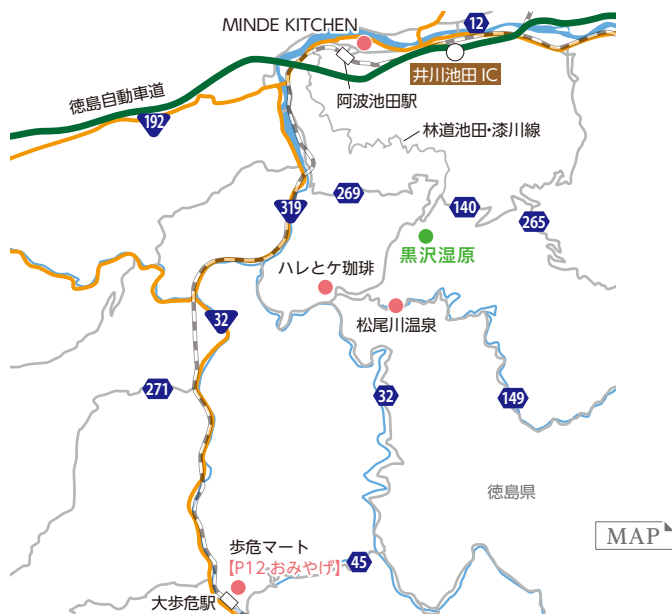 MINDE KITCHEN
12
井川池田 IC
阿波池田駅
徳島自動車道
192
林道池田・漆川線
269
319
140
265
黒沢湿原
ハレとケ珈琲
松尾川温泉
32
271
32
149
徳島県
MAP
歩危マート
【P12 おみやげ】
45
大歩危駅